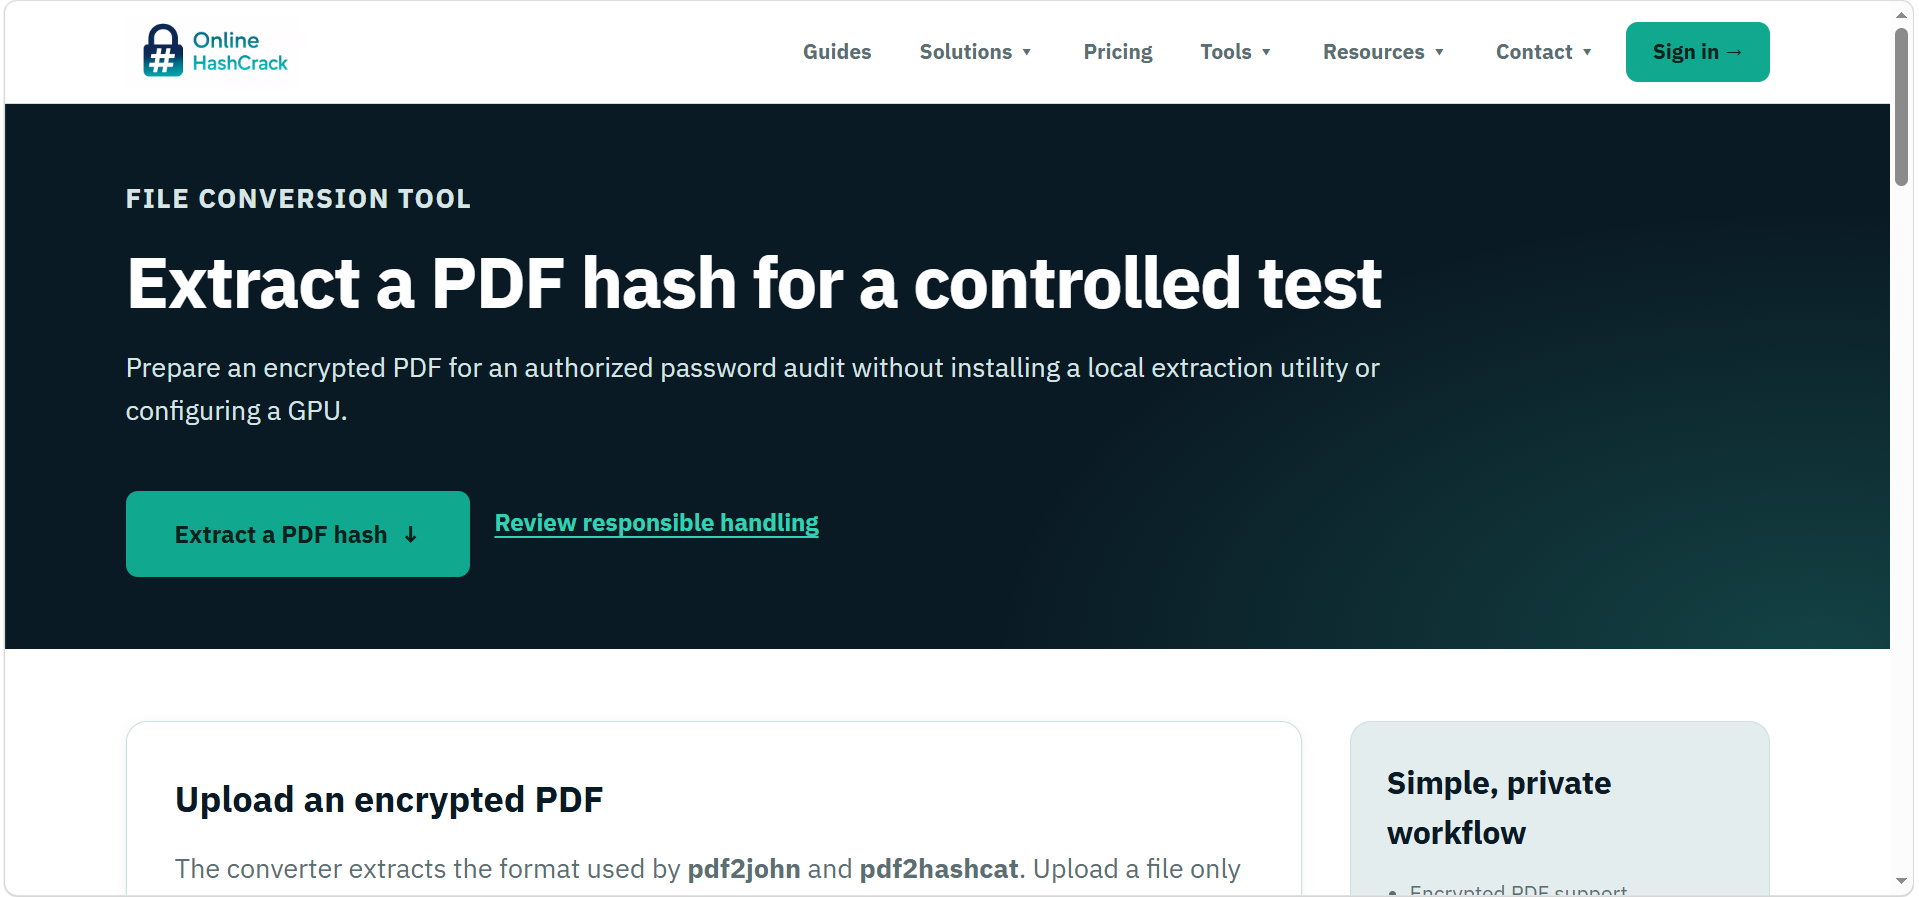 Online
HashCrack
Guides
Solutions ▼
Pricing
Tools ▼
Resources ▼
Contact ▼
Sign in →
FILE CONVERSION TOOL
Extract a PDF hash for a controlled test
Prepare an encrypted PDF for an authorized password audit without installing a local extraction utility or
configuring a GPU.
Extract a PDF hash ↓
Review responsible handling
Upload an encrypted PDF
The converter extracts the format used by pdf2john and pdf2hashcat. Upload a file only
Simple, private
workflow
• Encrypted PDF support